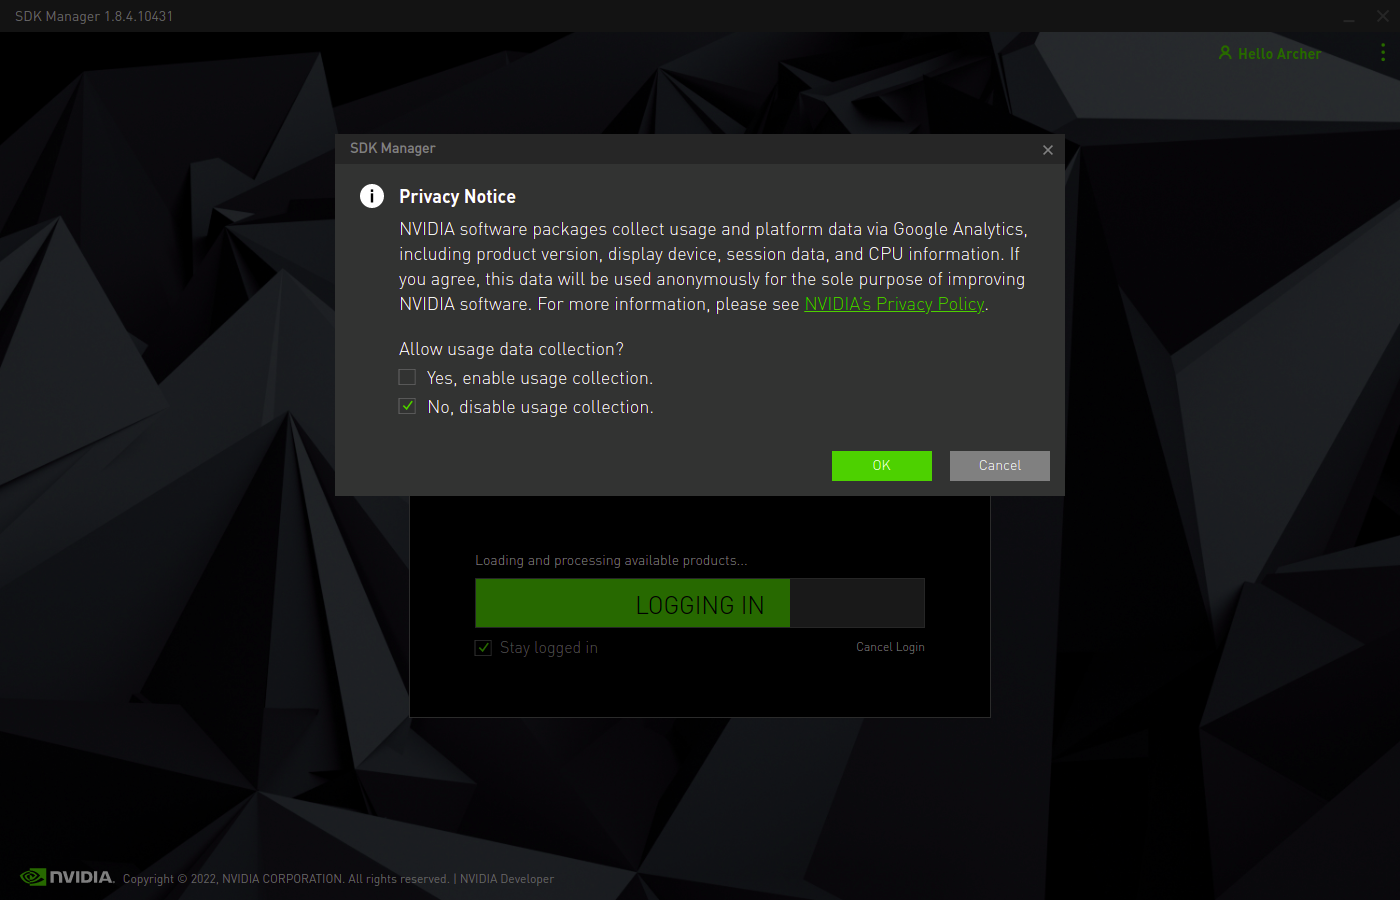 SDK Manager 1.8.4.10431
Hello Archer
SDK Manager
Privacy Notice
NVIDIA software packages collect usage and platform data via Google Analytics,
including product version, display device, session data, and CPU information. If
you agree, this data will be used anonymously for the sole purpose of improving
NVIDIA software. For more information, please see NVIDIA's Privacy Policy.
Allow usage data collection?
Yes, enable usage collection.
No, disable usage collection.
OK Cancel
Loading and processing available products...
LOGGING IN
Stay logged in Cancel Login
NVIDIA. Copyright © 2022, NVIDIA CORPORATION. All rights reserved. | NVIDIA Developer